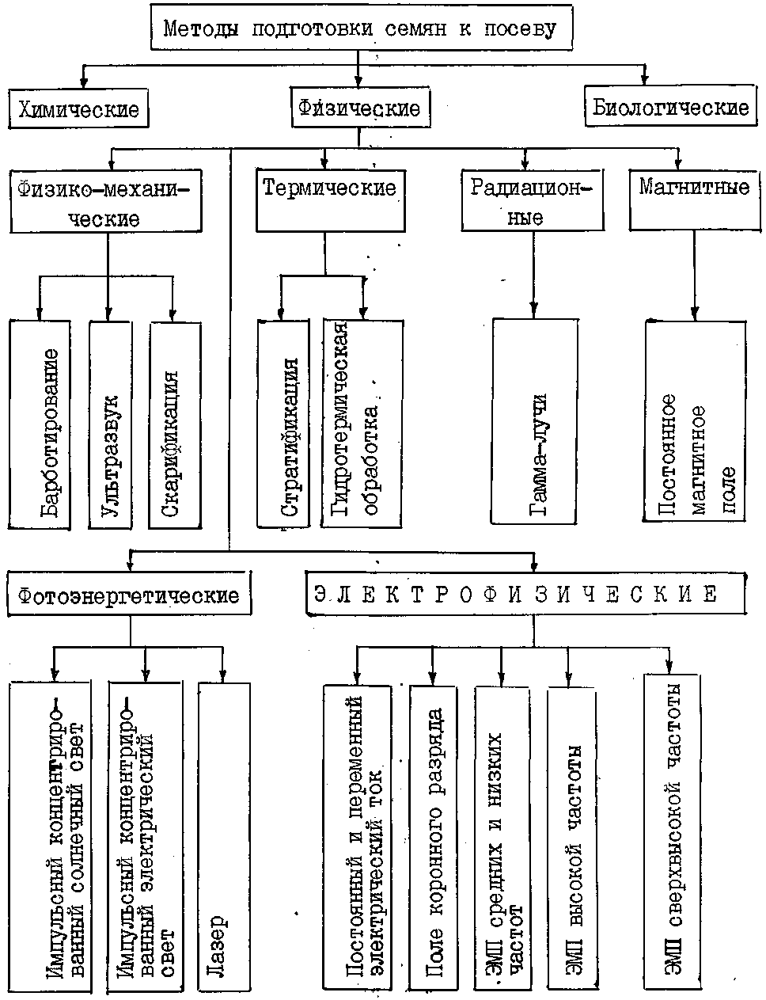 Методы подготовки семян к посеву
Химические
Физические
Биологические
Физико-механи-
ческие
Термические
Радиацион-
ные
Магнитные
Барботирование
Ультразвук
Скарификация
Стратификация
Гидротермическая
обработка
Гамма-лучи
Постоянное
магнитное
поле
Фотоэнергетические
ЭЛЕКТРОФИЗИЧЕСКИЕ
Импульсный концентриро-
ванный солнечный свет
Импульсный концентриро-
ванный электрический
свет
Лазер
Постоянный и переменный
электрический ток
Поле коронного разряда
ЭМП средних и низких
частот
ЭМП высокой частоты
ЭМП сверхвысокой частоты